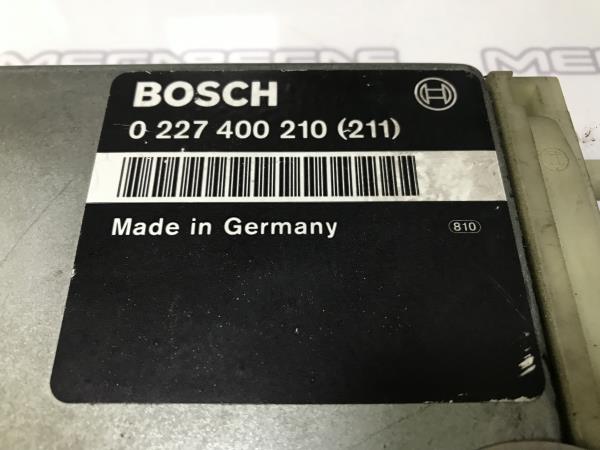 BOSCH
0 227 400 210 (-211)
Made in Germany
810